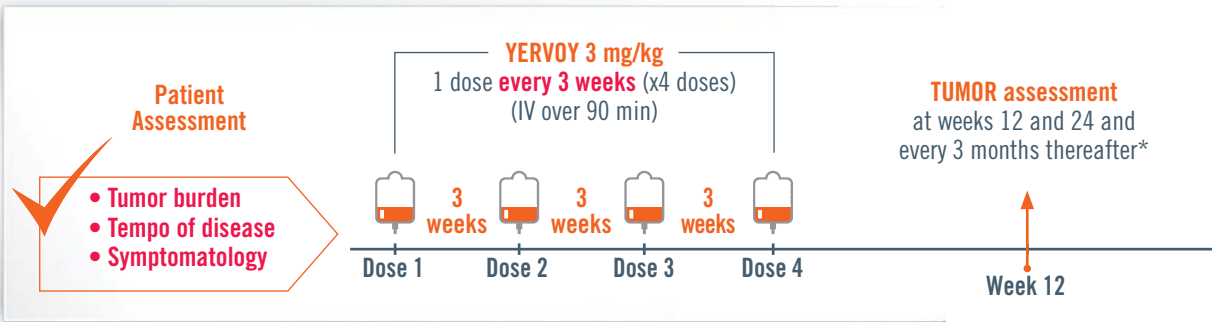 Patient
Assessment
• Tumor burden
• Tempo of disease
• Symptomatology
YERVOY 3 mg/kg
1 dose every 3 weeks (x4 doses)
(IV over 90 min)
3
weeks
3
weeks
3
weeks
Dose 1
Dose 2
Dose 3
Dose 4
TUMOR assessment
at weeks 12 and 24 and
every 3 months thereafter*
Week 12